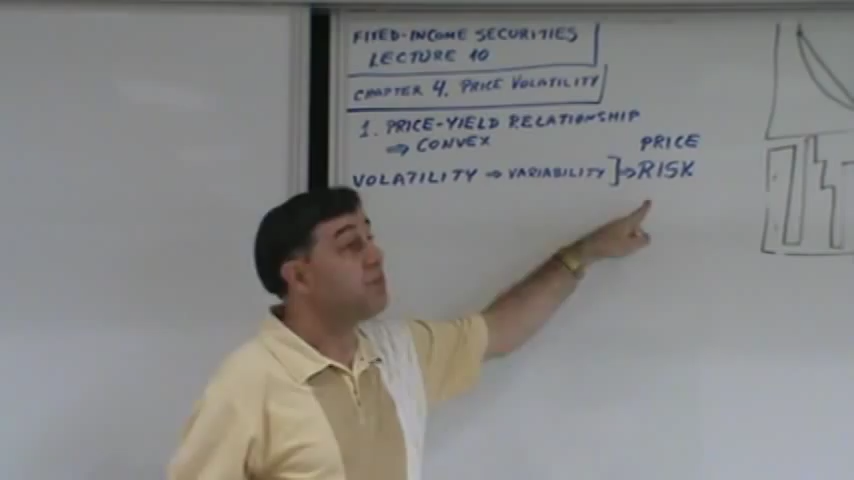 FIXED-INCOME SECURITIES
LECTURE 10
CHAPTER 4. PRICE VOLATILITY
1. PRICE-YIELD RELATIONSHIP
⇒ CONVEX
PRICE
VOLATILITY → VARIABILITY ] ⇒ RISK